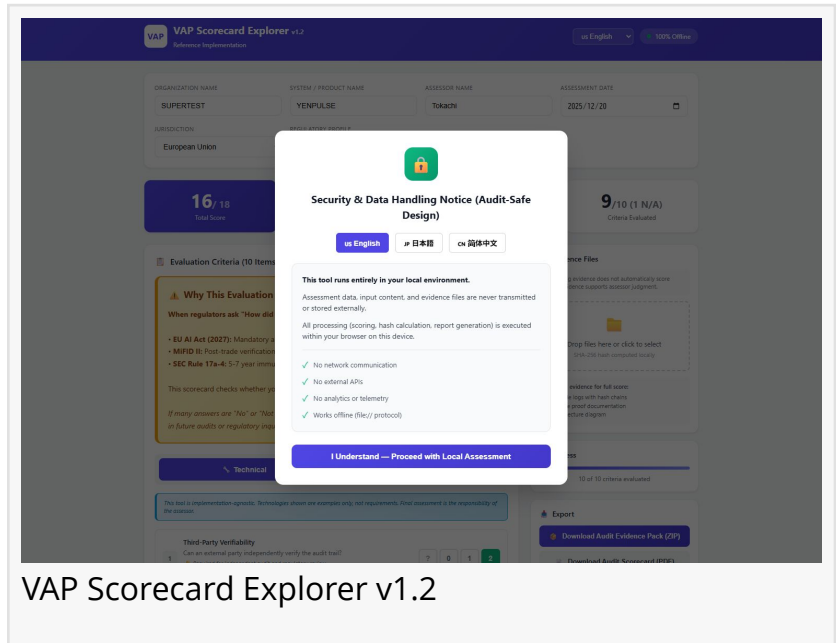 VAP
VAP Scorecard Explorer v1.2
Reference Implementation
us English
100% Offline
ORGANIZATION NAME
SYSTEM / PRODUCT NAME
ASSESSOR NAME
ASSESSMENT DATE
SUPERTEST
YENPULSE
Tokachi
2025/12/20
JURISDICTION
REGULATORY PROFILE
European Union
16 / 18
Total Score
9/10 (1 N/A)
Criteria Evaluated
Security & Data Handling Notice (Audit-Safe
Design)
us English
JP 日本語
CN 简体中文
This tool runs entirely in your local environment.
Assessment data, input content, and evidence files are never transmitted
or stored externally.
All processing (scoring, hash calculation, report generation) is executed
within your browser on this device.
✓ No network communication
✓ No external APIs
✓ No analytics or telemetry
✓ Works offline (file:// protocol)
I Understand — Proceed with Local Assessment
Evaluation Criteria (10 Items
Why This Evaluation
When regulators ask "How did
• EU AI Act (2027): Mandatory a
• MiFID II: Post-trade verification
• SEC Rule 17a-4: 5-7 year immu
This scorecard checks whether yo
If many answers are "No" or "Not
in future audits or regulatory inqu
Technical
This tool is implementation-agnostic. Technologies shown are examples only, not requirements. Final assessment is the responsibility of
the assessor.
Third-Party Verifiability
1
Can an external party independently verify the audit trail?
? 0 1 2
ence Files
g evidence does not automatically score
vidence supports assessor judgment.
Drop files here or click to select
SHA-256 hash computed locally
evidence for full score:
e logs with hash chains
e proof documentation
ecture diagram
ess
10 of 10 criteria evaluated
Export
Download Audit Evidence Pack (ZIP)
Download Audit Scorecard (PDF)
VAP Scorecard Explorer v1.2